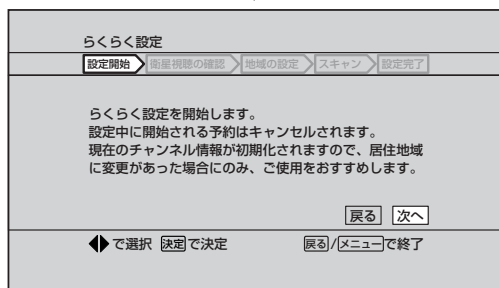 らくらく設定
設定開始 衛星視聴の確認 地域の設定 スキャン 設定完了
らくらく設定を開始します。
設定中に開始される予約はキャンセルされます。
現在のチャンネル情報が初期化されますので、居住地域
に変更があった場合にのみ、ご使用をおすすめします。
戻る 次へ
で選択 決定で決定 戻る/メニューで終了